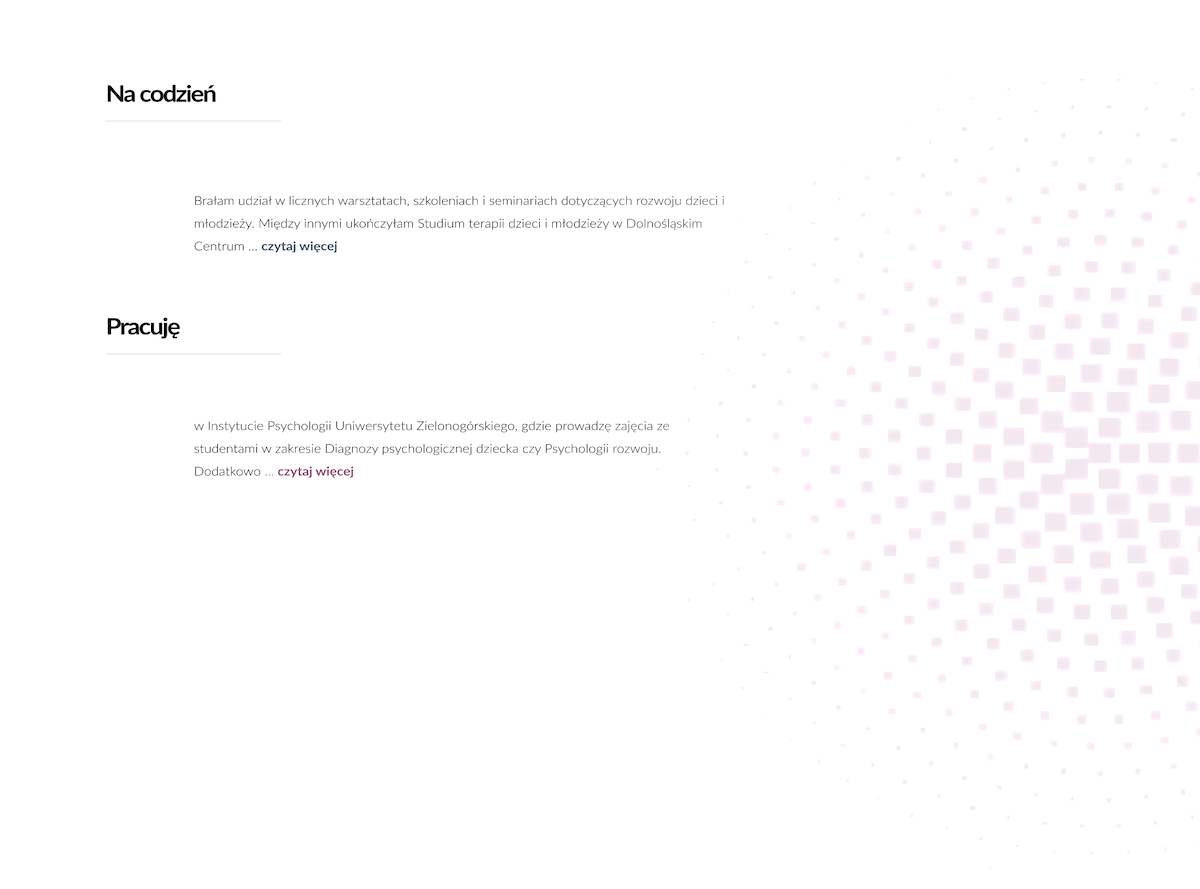 Na codzień
Brałam udział w licznych warsztatach, szkoleniach i seminariach dotyczących rozwoju dzieci i
młodzieży. Między innymi ukończyłam Studium terapii dzieci i młodzieży w Dolnośląskim
Centrum ... czytaj więcej
Pracuję
w Instytucie Psychologii Uniwersytetu Zielonogórskiego, gdzie prowadzę zajęcia ze
studentami w zakresie Diagnozy psychologicznej dziecka czy Psychologii rozwoju.
Dodatkowo ... czytaj więcej